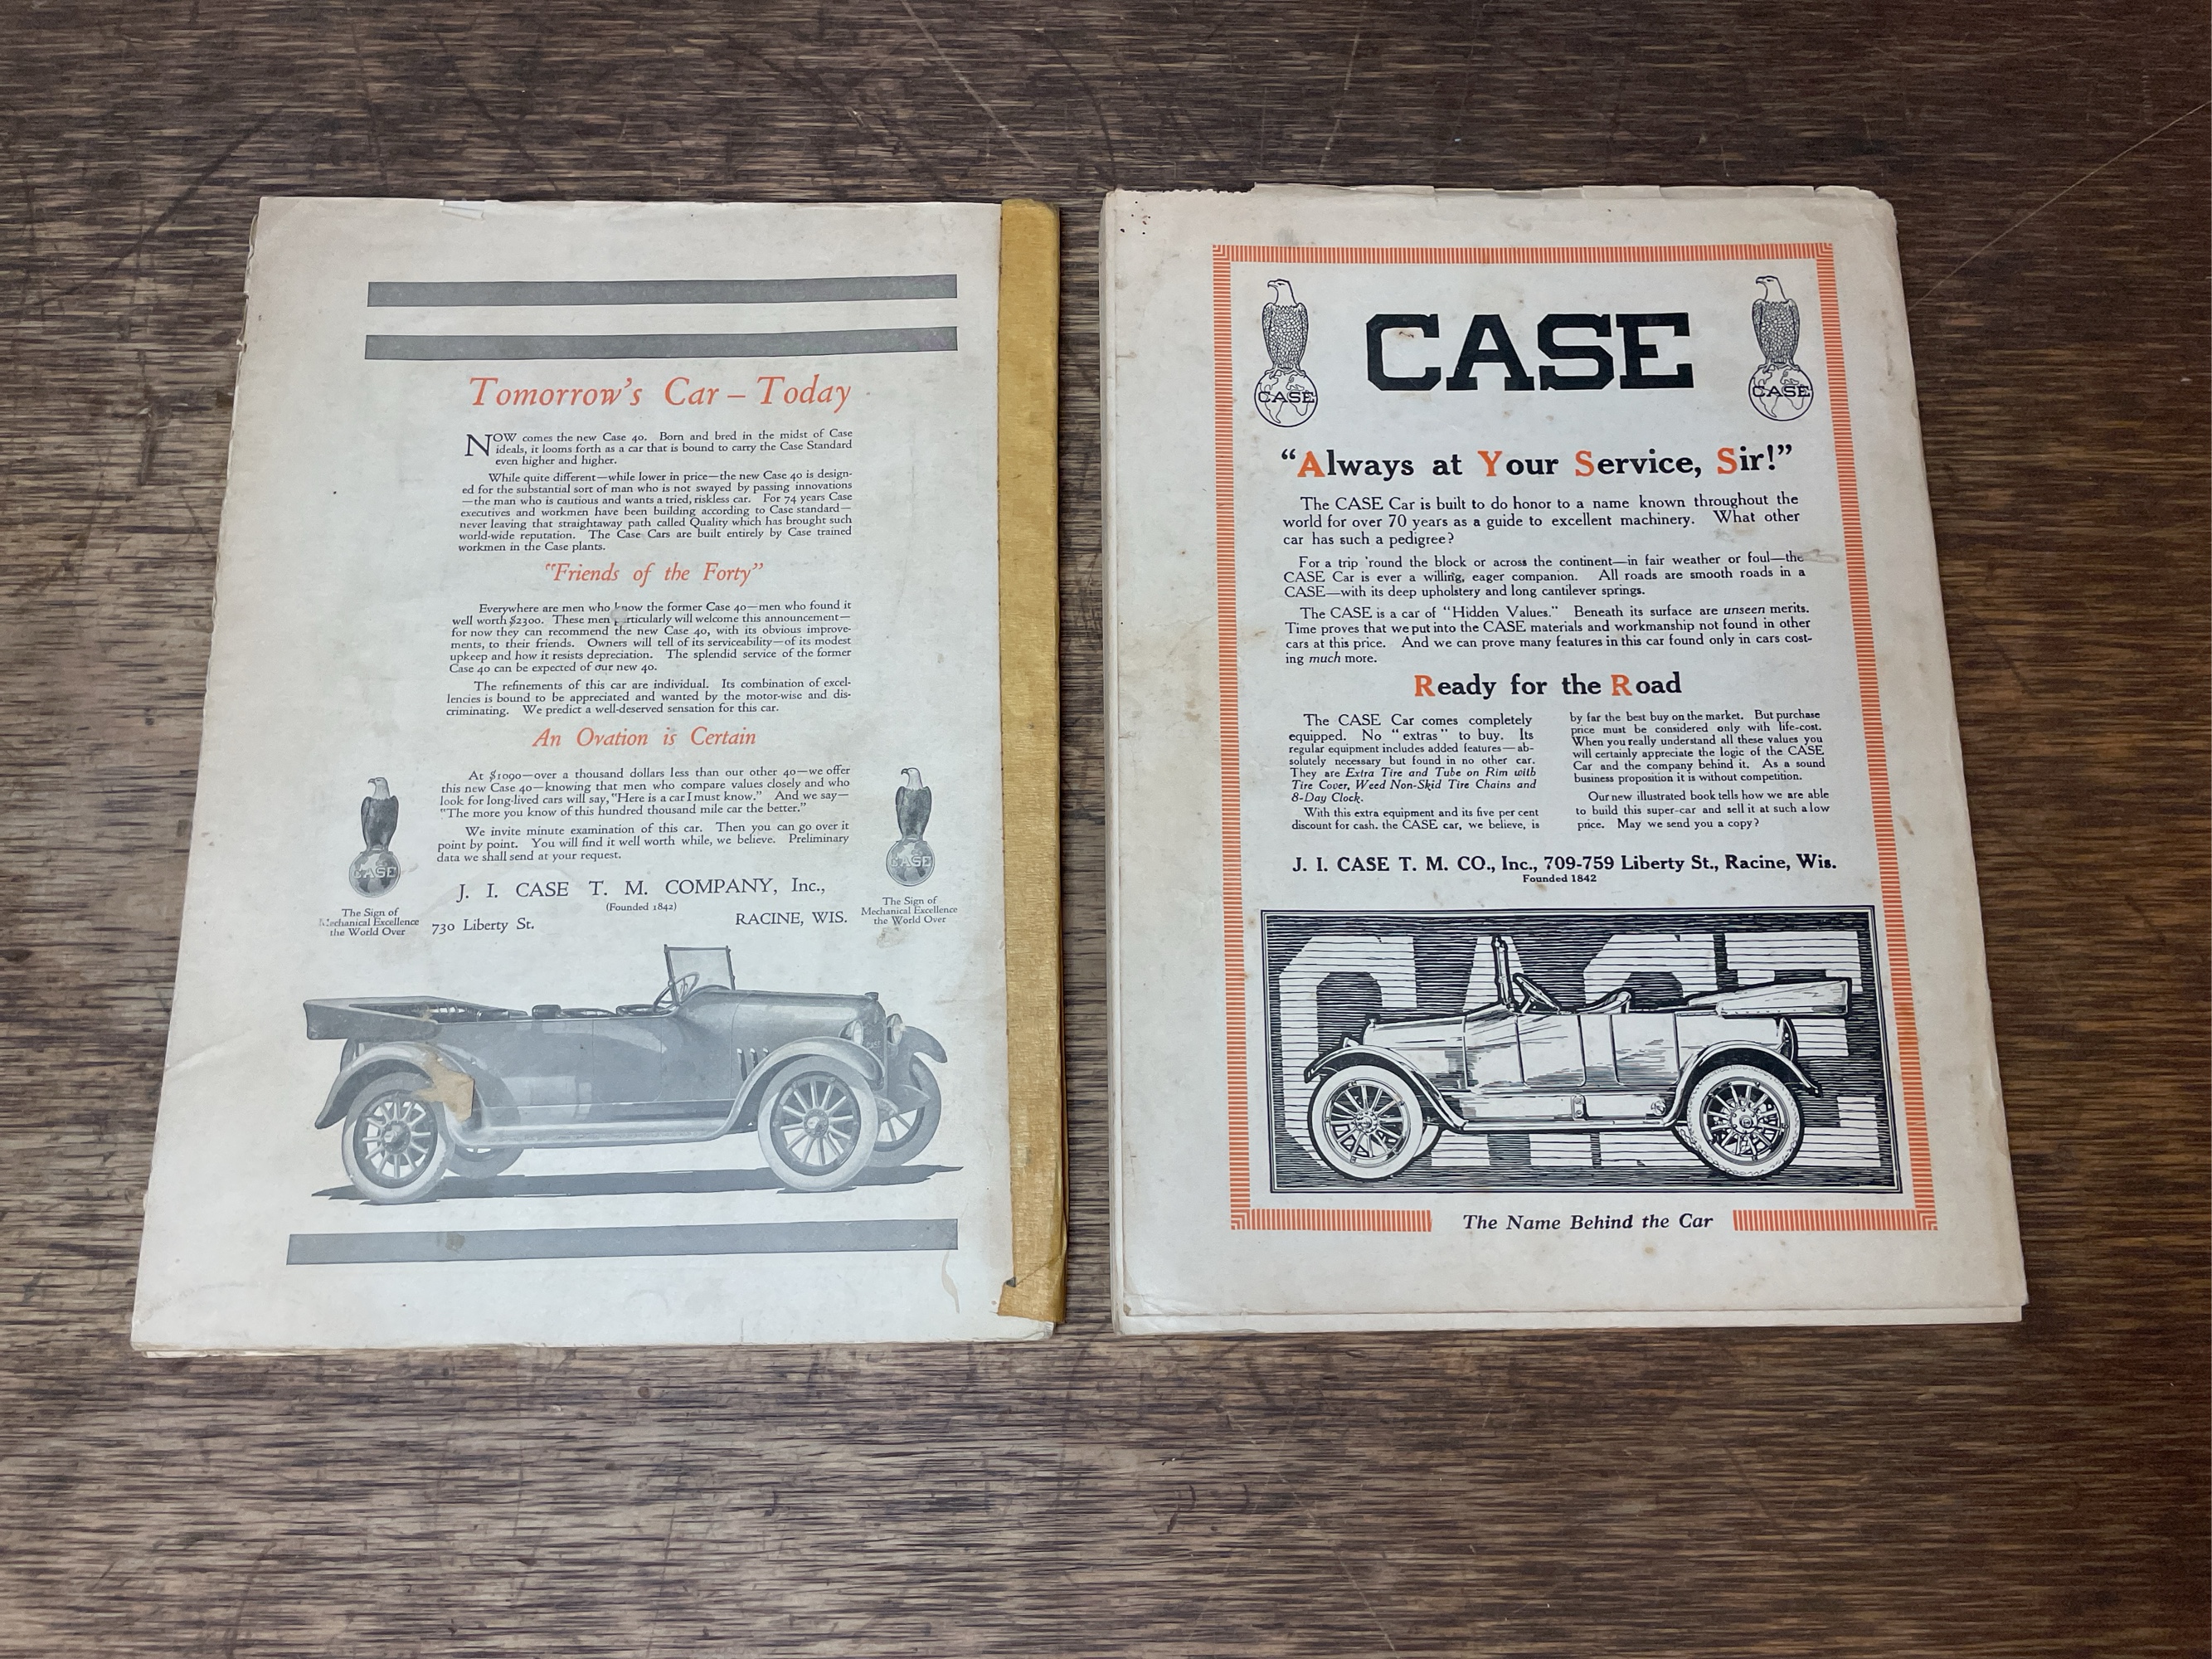 Tomorrow's Car – Today
NOW comes the new Case 40. Born and bred in the midst of Case
ideals, it looms forth as a car that is bound to carry the Case Standard
even higher and higher.
While quite different—while lower in price—the new Case 40 is design-
ed for the substantial sort of man who is not swayed by passing innovations
—the man who is cautious and wants a tried, riskless car. For 74 years Case
executives and workmen have been building according to Case standard—
never leaving that straightaway path called Quality which has brought such
world-wide reputation. The Case Cars are built entirely by Case trained
workmen in the Case plants.
"Friends of the Forty"
Everywhere are men who know the former Case 40—men who found it
well worth $2300. These men particularly will welcome this announcement—
for now they can recommend the new Case 40, with its obvious improve-
ments, to their friends. Owners will tell of its serviceability—of its modest
upkeep and how it resists depreciation. The splendid service of the former
Case 40 can be expected of our new 40.
The refinements of this car are individual. Its combination of excel-
lencies is bound to be appreciated and wanted by the motor-wise and dis-
criminating. We predict a well-deserved sensation for this car.
An Ovation is Certain
At $1090—over a thousand dollars less than our other 40—we offer
this new Case 40—knowing that men who compare values closely and who
look for long-lived cars will say, "Here is a car I must know." And we say—
"The more you know of this hundred thousand mile car the better."
We invite minute examination of this car. Then you can go over it
point by point. You will find it well worth while, we believe. Preliminary
data we shall send at your request.
CASE
The Sign of
Mechanical Excellence
the World Over
J. I. CASE T. M. COMPANY, Inc.,
(Founded 1842)
730 Liberty St. RACINE, WIS.
CASE
The Sign of
Mechanical Excellence
the World Over
CASE
CASE
CASE
"Always at Your Service, Sir!"
The CASE Car is built to do honor to a name known throughout the
world for over 70 years as a guide to excellent machinery. What other
car has such a pedigree?
For a trip 'round the block or across the continent—in fair weather or foul—the
CASE Car is ever a willing, eager companion. All roads are smooth roads in a
CASE—with its deep upholstery and long cantilever springs.
The CASE is a car of "Hidden Values." Beneath its surface are unseen merits.
Time proves that we put into the CASE materials and workmanship not found in other
cars at this price. And we can prove many features in this car found only in cars cost-
ing much more.
Ready for the Road
The CASE Car comes completely
equipped. No "extras" to buy. Its
regular equipment includes added features—ab-
solutely necessary but found in no other car.
They are Extra Tire and Tube on Rim with
Tire Cover, Weed Non-Skid Tire Chains and
8-Day Clock.
With this extra equipment and its five per cent
discount for cash, the CASE car, we believe, is
by far the best buy on the market. But purchase
price must be considered only with life-cost.
When you really understand all these values you
will certainly appreciate the logic of the CASE
Car and the company behind it. As a sound
business proposition it is without competition.
Our new illustrated book tells how we are able
to build this super-car and sell it at such a low
price. May we send you a copy?
J. I. CASE T. M. CO., Inc., 709-759 Liberty St., Racine, Wis.
Founded 1842
CASE
The Name Behind the Car